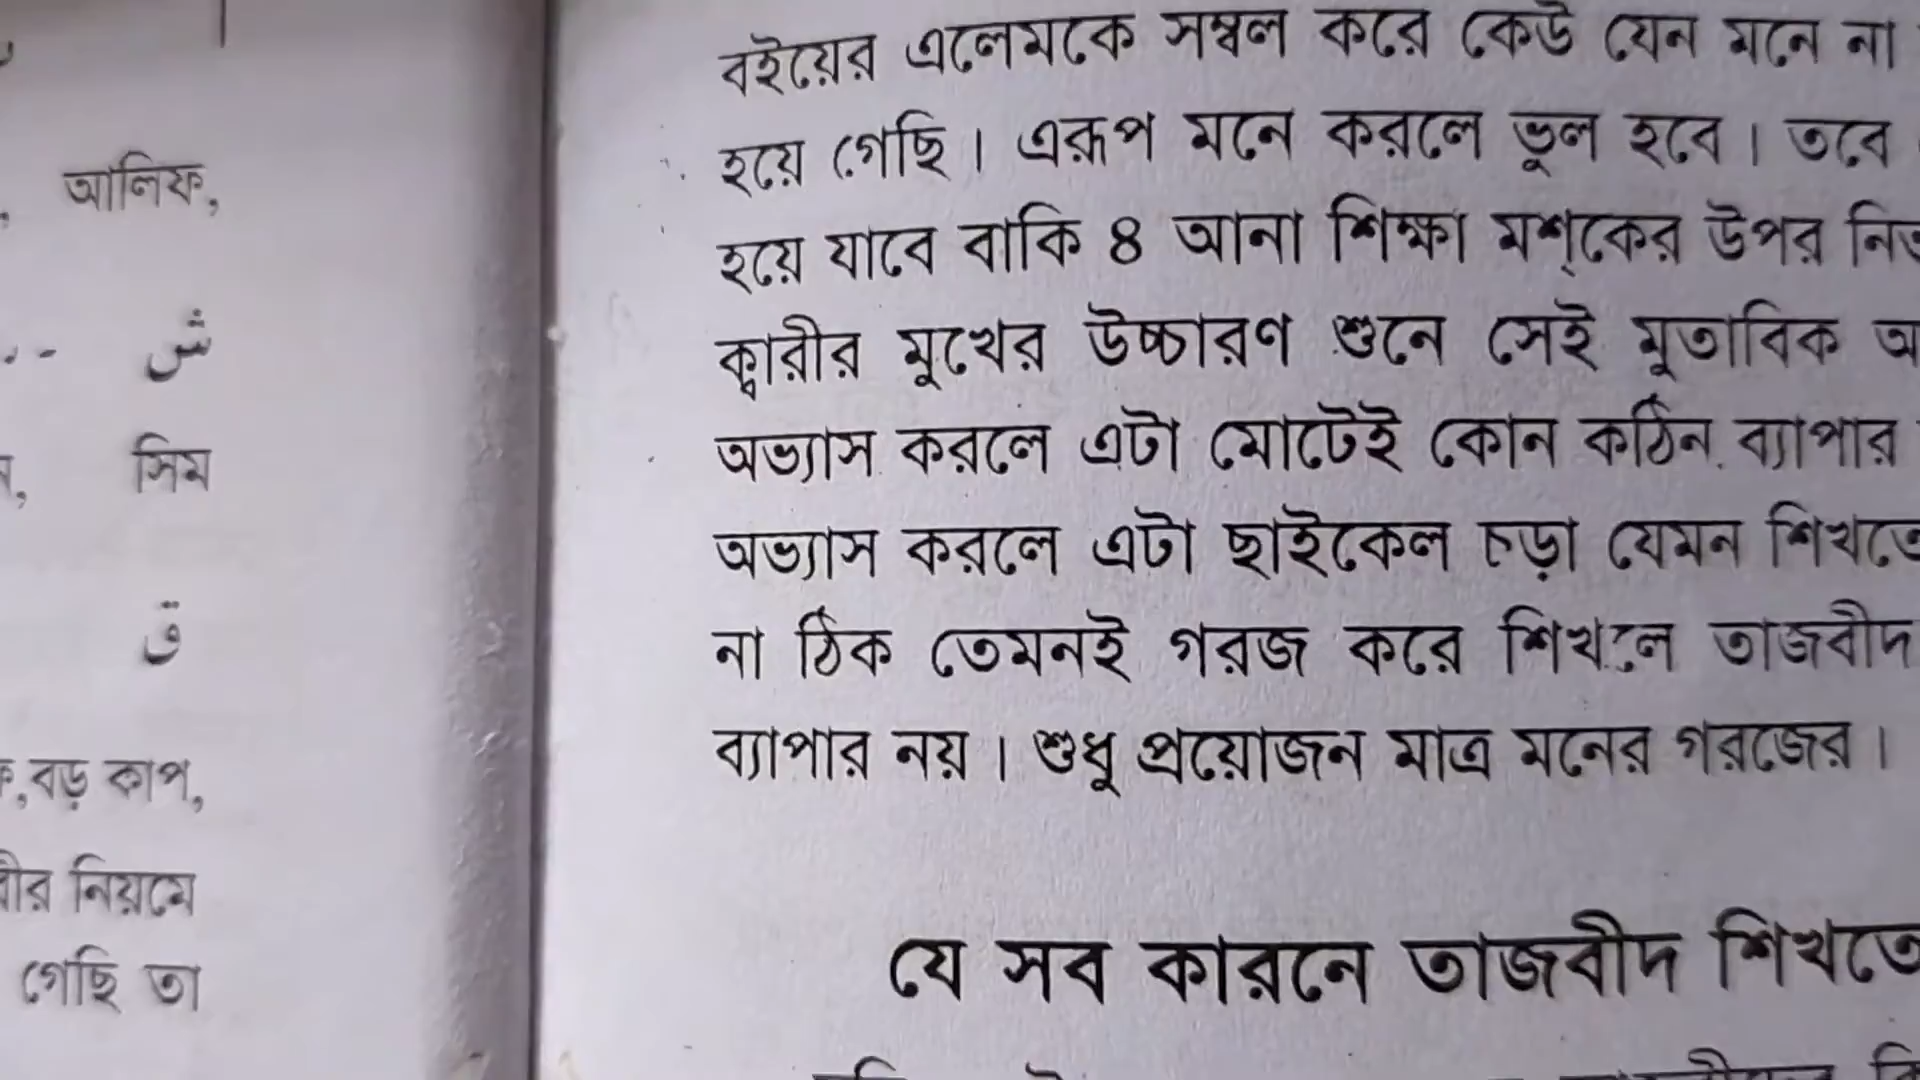 আলিফ,
ش
সিম
ق
বড় কাপ,
নিয়মে
গেছি তা
বইয়ের এলেমকে সম্বল করে কেউ যেন মনে না
হয়ে গেছি। এরূপ মনে করলে ভুল হবে। তবে
হয়ে যাবে বাকি ৪ আনা শিক্ষা মশ্‌কের উপর
ক্বারীর মুখের উচ্চারণ শুনে সেই মুতাবিক
অভ্যাস করলে এটা মোটেই কোন কঠিন ব্যাপার
অভ্যাস করলে এটা ছাইকেল চড়া যেমন শিখতে
না ঠিক তেমনই গরজ করে শিখলে তাজবীদ
ব্যাপার নয়। শুধু প্রয়োজন মাত্র মনের গরজের।
যে সব কারনে তাজবীদ শিখতে